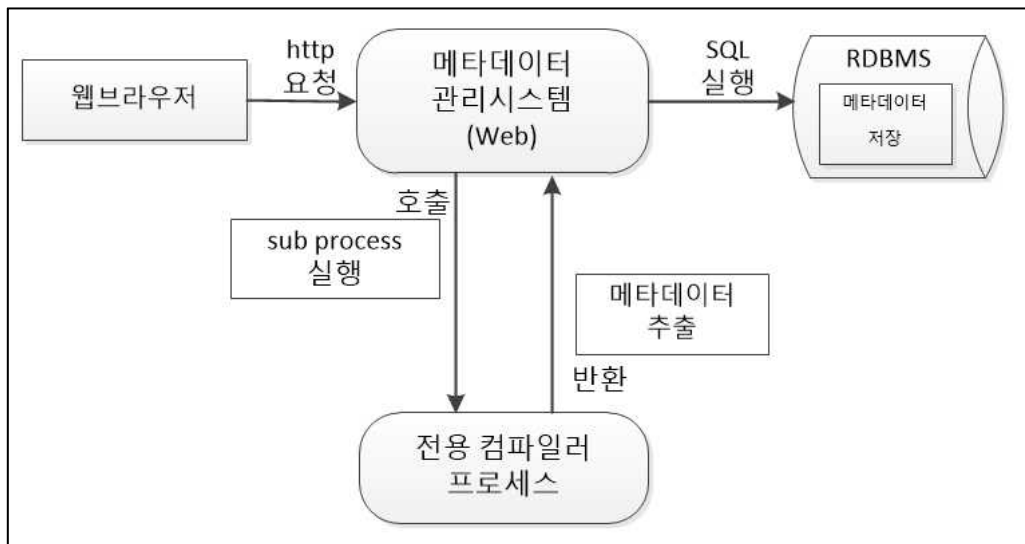 웹브라우저
http
요청
메타데이터
관리시스템
(Web)
SQL
실행
RDBMS
메타데이터
저장
호출
sub process
실행
메타데이터
추출
반환
전용 컴파일러
프로세스